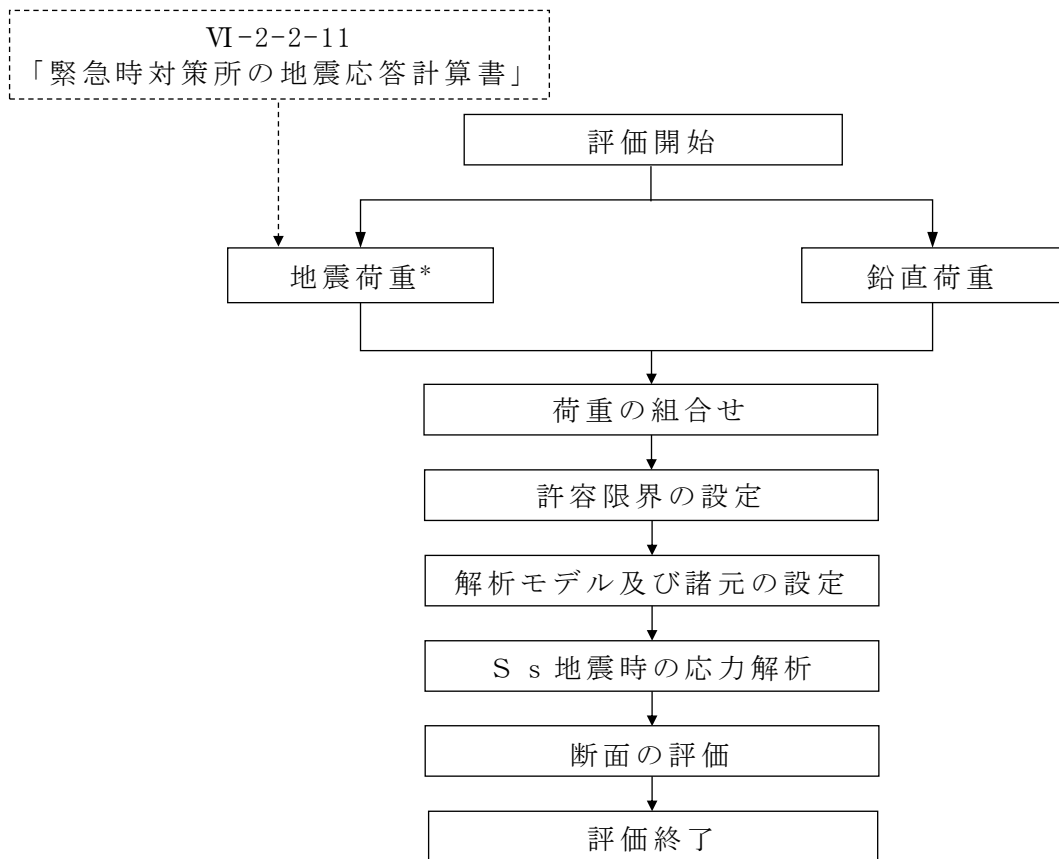 Ⅵ-2-2-11
「緊急時対策所の地震応答計算書」
評価開始
地震荷重*
鉛直荷重
荷重の組合せ
許容限界の設定
解析モデル及び諸元の設定
Ｓｓ地震時の応力解析
断面の評価
評価終了